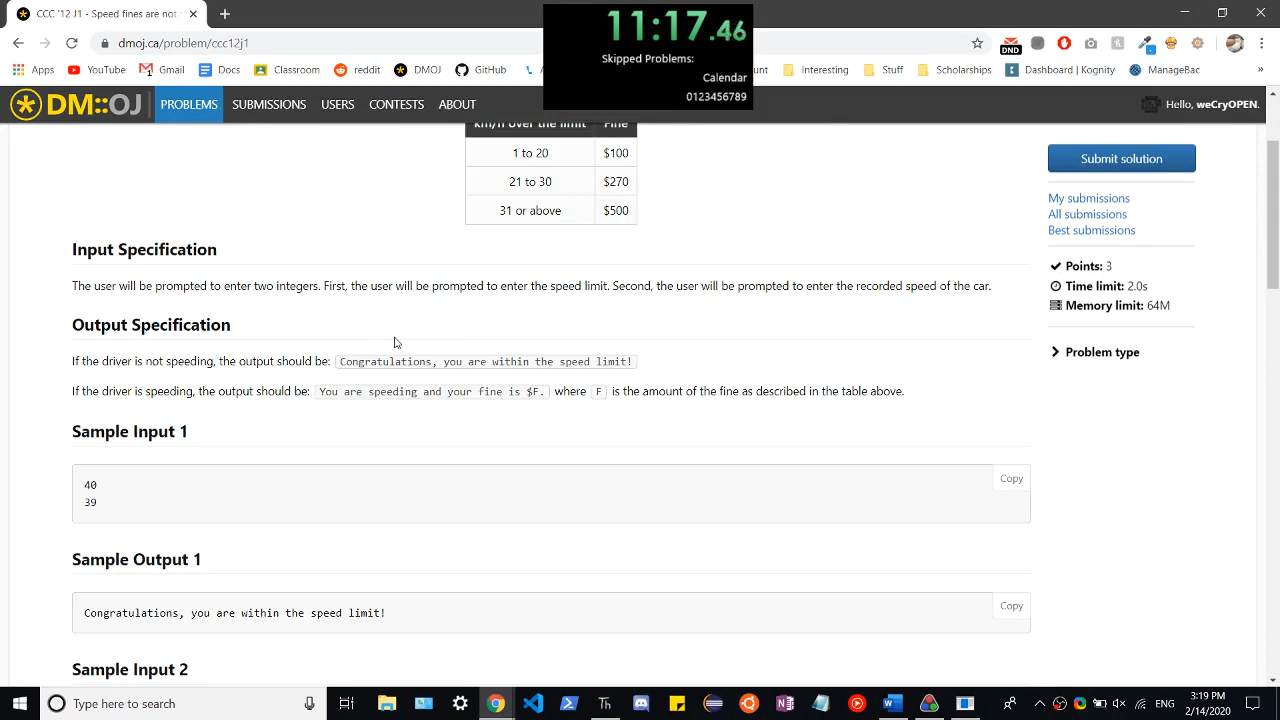 CCC '12 J1 - Speed fines are not
dmoj.ca/problem/ccc12j1
11:17.46
Skipped Problems:
Calendar
0123456789
DND
Apps
YouTube
Gmail
Docs
Classroom
reddit
DMOJ
GitHub
Interesting
Stuff
Scholarships
Dashboard | Kognity
ManageBac
DM::OJ
PROBLEMS
SUBMISSIONS
USERS
CONTESTS
ABOUT
Hello, weCryOPEN.
km/h over the limit Fine
1 to 20 $100
21 to 30 $270
31 or above $500
Submit solution
My submissions
All submissions
Best submissions
Points: 3
Time limit: 2.0s
Memory limit: 64M
Problem type
Input Specification
The user will be prompted to enter two integers. First, the user will be prompted to enter the speed limit. Second, the user will be prompted to enter the recorded speed of the car.
Output Specification
If the driver is not speeding, the output should be: Congratulations, you are within the speed limit!
If the driver is speeding, the output should be: You are speeding and your fine is $F. where F is the amount of the fine as described in the table above.
Sample Input 1
40
39
Copy
Sample Output 1
Congratulations, you are within the speed limit!
Copy
Sample Input 2
Type here to search
Th
ENG
3:19 PM
2/14/2020